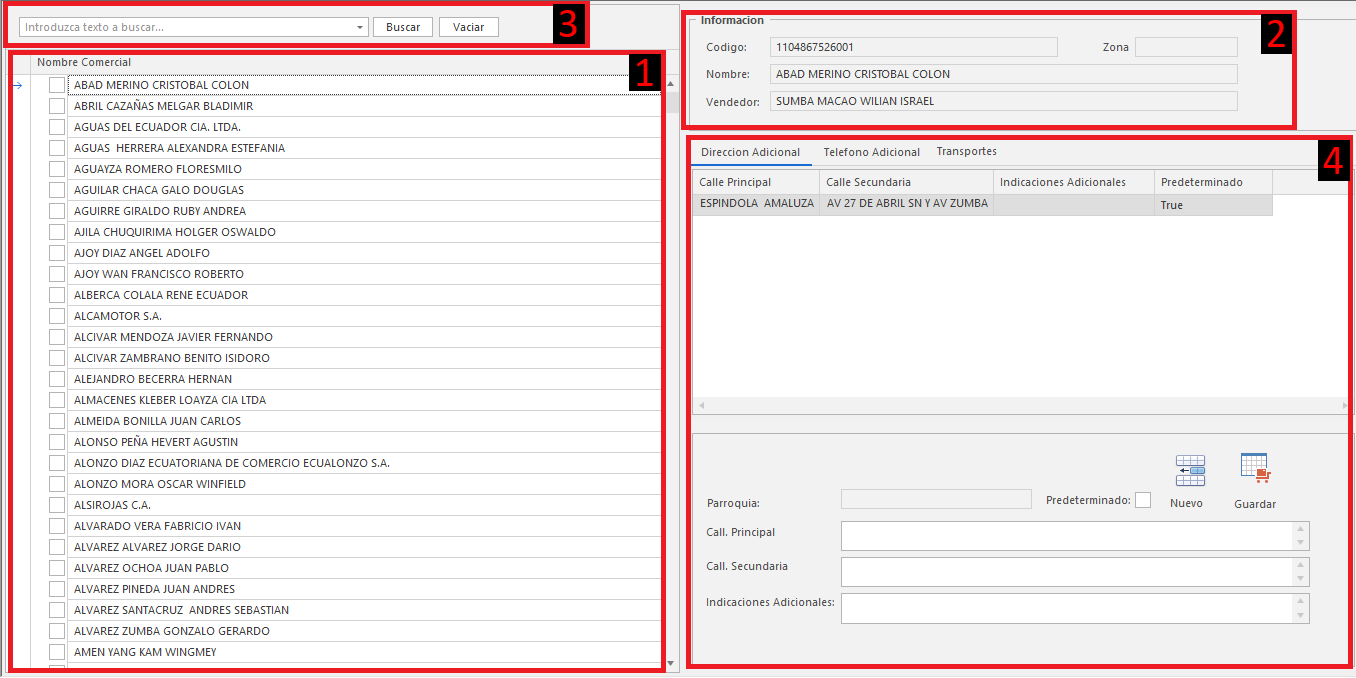 Introduzca texto a buscar...
Buscar
Vaciar
3
Nombre Comercial
1
ABAD MERINO CRISTOBAL COLON
ABRIL CAZAÑAS MELGAR BLADIMIR
AGUAS DEL ECUADOR CIA. LTDA.
AGUAS  HERRERA ALEXANDRA ESTEFANIA
AGUAYZA ROMERO FLORESMILO
AGUILAR CHACA GALO DOUGLAS
AGUIRRE GIRALDO RUBY ANDREA
AJILA CHUQUIRIMA HOLGER OSWALDO
AJOY DIAZ ANGEL ADOLFO
AJOY WAN FRANCISCO ROBERTO
ALBERCA COLALA RENE ECUADOR
ALCAMOTOR S.A.
ALCIVAR MENDOZA JAVIER FERNANDO
ALCIVAR ZAMBRANO BENITO ISIDORO
ALEJANDRO BECERRA HERNAN
ALMACENES KLEBER LOAYZA CIA LTDA
ALMEIDA BONILLA JUAN CARLOS
ALONSO PEÑA HEVERT AGUSTIN
ALONZO DIAZ ECUATORIANA DE COMERCIO ECUALONZO S.A.
ALONZO MORA OSCAR WINFIELD
ALSIROJAS C.A.
ALVARADO VERA FABRICIO IVAN
ALVAREZ ALVAREZ JORGE DARIO
ALVAREZ OCHOA JUAN PABLO
ALVAREZ PINEDA JUAN ANDRES
ALVAREZ SANTACRUZ  ANDRES SEBASTIAN
ALVAREZ ZUMBA GONZALO GERARDO
AMEN YANG KAM WINGMEY
Informacion
2
Codigo: 1104867526001 Zona
Nombre: ABAD MERINO CRISTOBAL COLON
Vendedor: SUMBA MACAO WILIAN ISRAEL
Direccion Adicional Telefono Adicional Transportes
4
Calle Principal Calle Secundaria Indicaciones Adicionales Predeterminado
ESPINDOLA  AMALUZA AV 27 DE ABRIL SN Y AV ZUMBA True
Parroquia: Predeterminado: Nuevo Guardar
Call. Principal
Call. Secundaria
Indicaciones Adicionales: